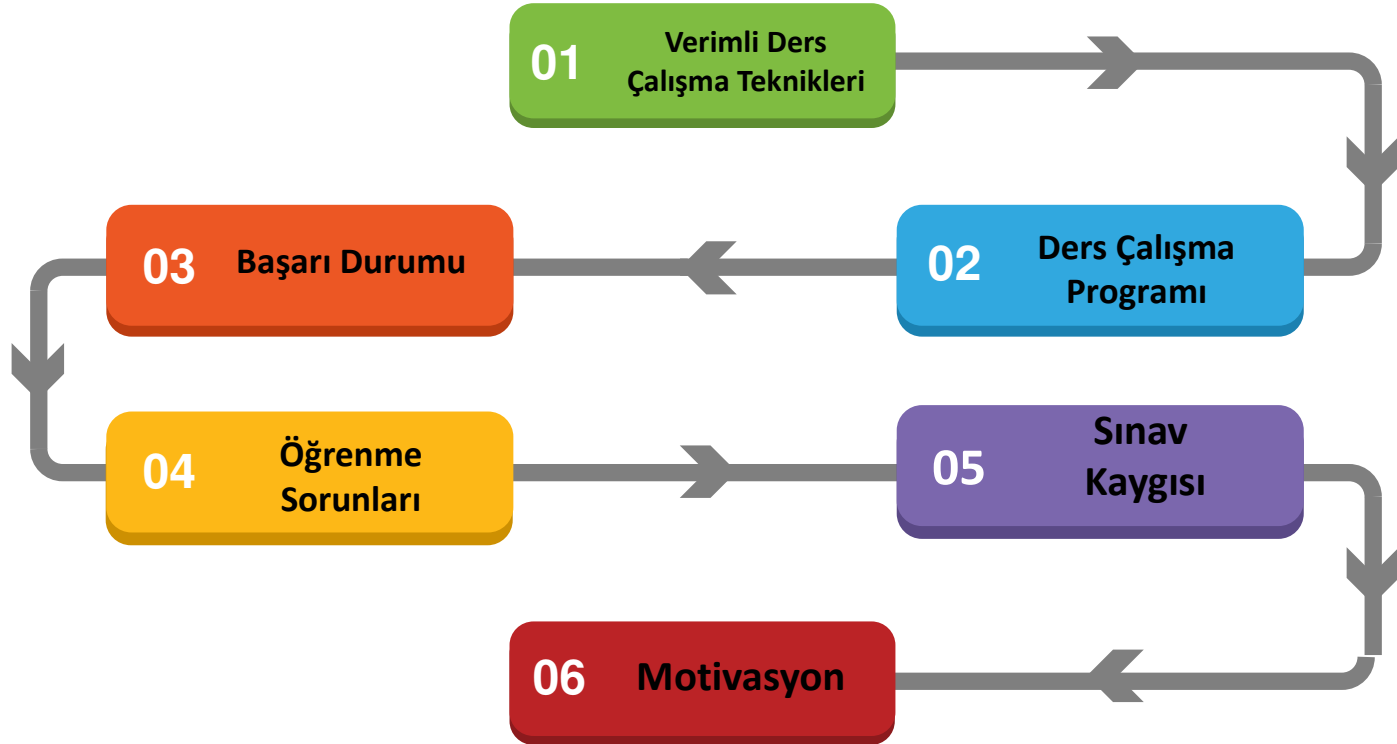 01
Verimli Ders
Çalışma Teknikleri
02
Ders Çalışma
Programı
03
Başarı Durumu
04
Öğrenme
Sorunları
05
Sınav
Kaygısı
06
Motivasyon